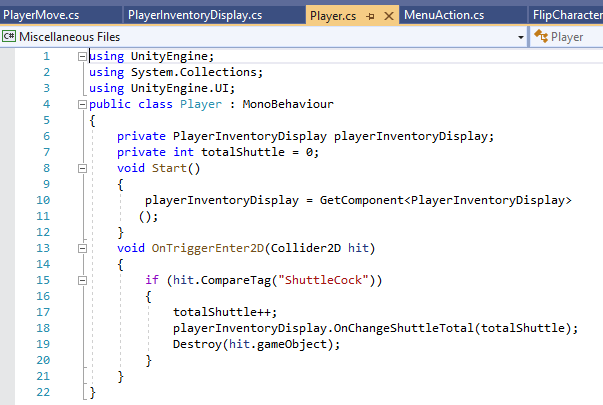 PlayerMove.cs PlayerInventoryDisplay.cs Player.cs MenuAction.cs FlipCharacter
C# Miscellaneous Files Player
1 using UnityEngine;
2 using System.Collections;
3 using UnityEngine.UI;
4 public class Player : MonoBehaviour
5 {
6 private PlayerInventoryDisplay playerInventoryDisplay;
7 private int totalShuttle = 0;
8 void Start()
9 {
10 playerInventoryDisplay = GetComponent<PlayerInventoryDisplay>
11 ();
12 }
13 void OnTriggerEnter2D(Collider2D hit)
14 {
15 if (hit.CompareTag("ShuttleCock"))
16 {
17 totalShuttle++;
18 playerInventoryDisplay.OnChangeShuttleTotal(totalShuttle);
19 Destroy(hit.gameObject);
20 }
21 }
22 }